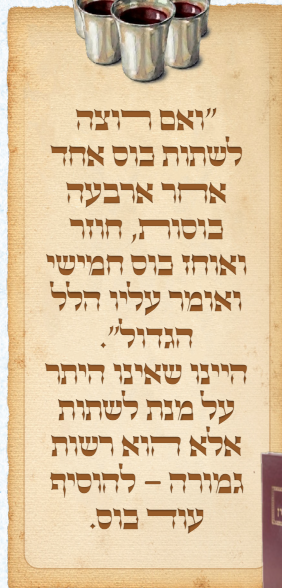 "ואם רוצה
לשתות כוס אחד
אחר ארבעה
כוסות, חוזר
ואוחז כוס חמישי
ואומר עליו הלל
הגדול".
היינו שאינו היתר
על מנת לשתות
אלא הוא רשות
גמורה – להוסיף
עוד כוס.